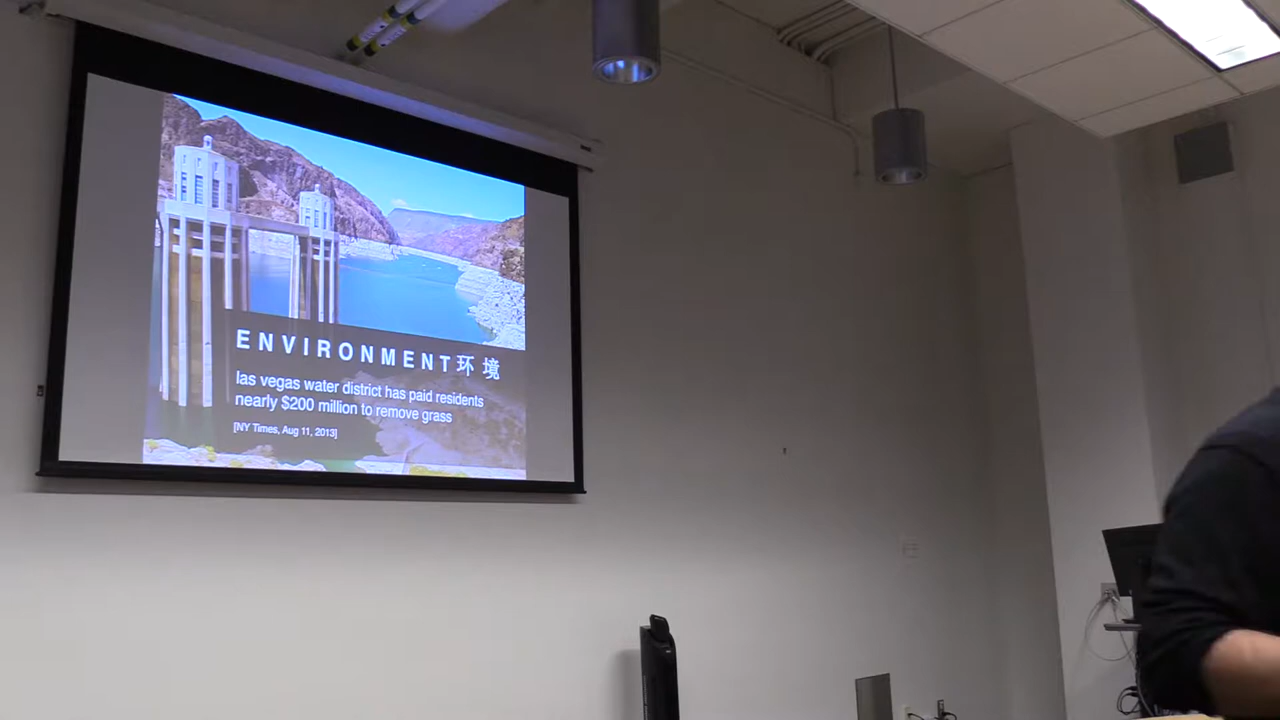 ENVIRONMENT环境
las vegas water district has paid residents
nearly $200 million to remove grass
[NY Times, Aug 11, 2013]